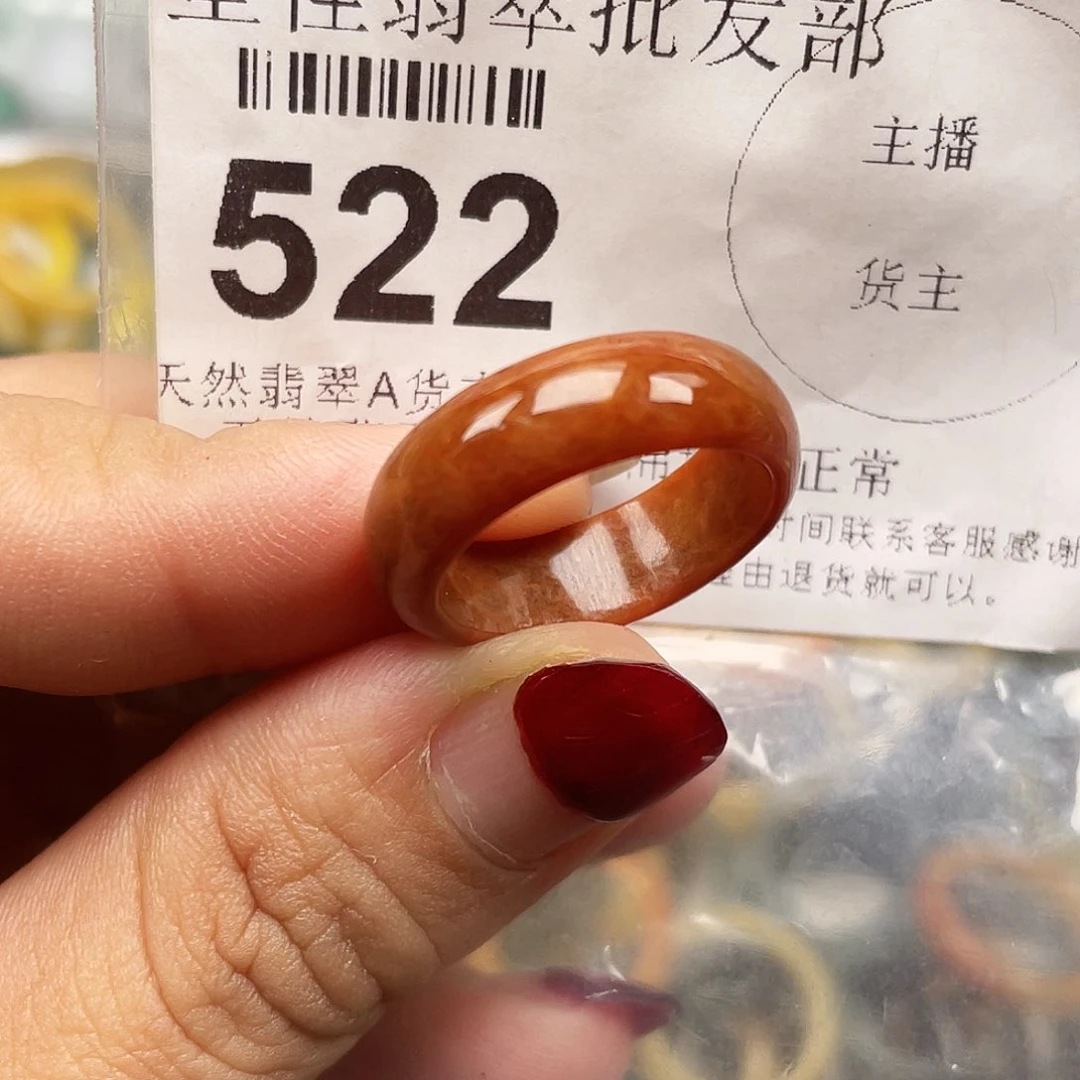 翡翠批发部
主播
522
货主
天然翡翠A货
正常
时间联系客服感谢
由退货就可以。